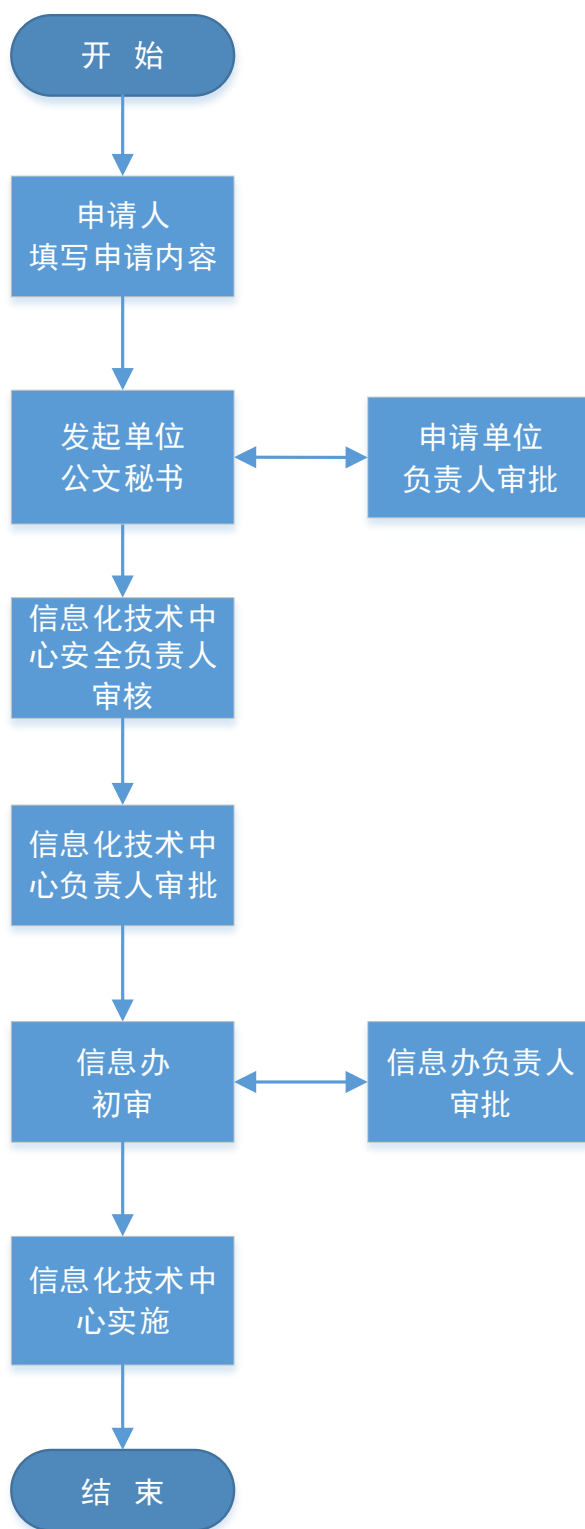 开 始
申请人
填写申请内容
发起单位
公文秘书
申请单位
负责人审批
信息化技术中
心安全负责人
审核
信息化技术中
心负责人审批
信息办
初审
信息办负责人
审批
信息化技术中
心实施
结 束